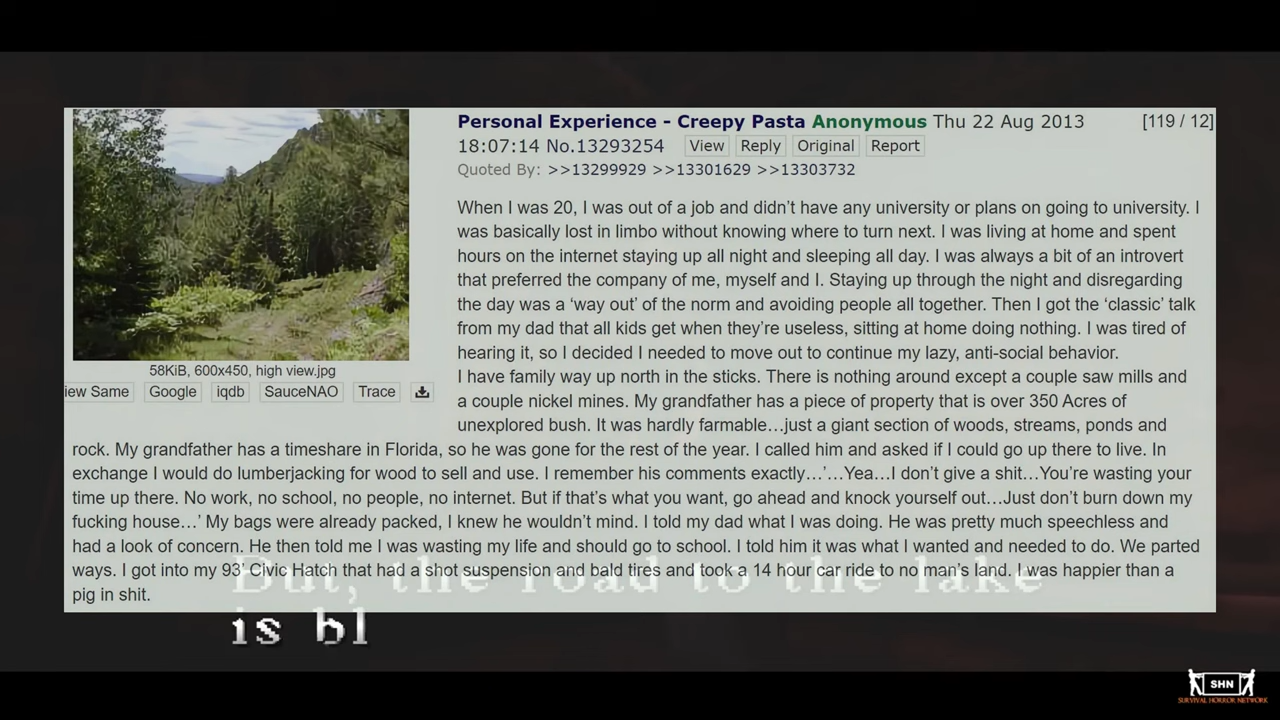 Personal Experience - Creepy Pasta Anonymous Thu 22 Aug 2013 [119 / 12]
18:07:14 No.13293254 View Reply Original Report
Quoted By: >>13299929 >>13301629 >>13303732
When I was 20, I was out of a job and didn't have any university or plans on going to university. I
was basically lost in limbo without knowing where to turn next. I was living at home and spent
hours on the internet staying up all night and sleeping all day. I was always a bit of an introvert
that preferred the company of me, myself and I. Staying up through the night and disregarding
the day was a 'way out' of the norm and avoiding people all together. Then I got the 'classic' talk
from my dad that all kids get when they're useless, sitting at home doing nothing. I was tired of
hearing it, so I decided I needed to move out to continue my lazy, anti-social behavior.
58KiB, 600x450, high view.jpg
iew Same Google iqdb SauceNAO Trace
I have family way up north in the sticks. There is nothing around except a couple saw mills and
a couple nickel mines. My grandfather has a piece of property that is over 350 Acres of
unexplored bush. It was hardly farmable…just a giant section of woods, streams, ponds and
rock. My grandfather has a timeshare in Florida, so he was gone for the rest of the year. I called him and asked if I could go up there to live. In
exchange I would do lumberjacking for wood to sell and use. I remember his comments exactly…'…Yea…I don't give a shit…You're wasting your
time up there. No work, no school, no people, no internet. But if that's what you want, go ahead and knock yourself out…Just don't burn down my
fucking house…' My bags were already packed, I knew he wouldn't mind. I told my dad what I was doing. He was pretty much speechless and
had a look of concern. He then told me I was wasting my life and should go to school. I told him it was what I wanted and needed to do. We parted
ways. I got into my 93' Civic Hatch that had a shot suspension and bald tires and took a 14 hour car ride to no man's land. I was happier than a
pig in shit.
But, the road to the lake
is bl
SHN
SURVIVAL HORROR NETWORK